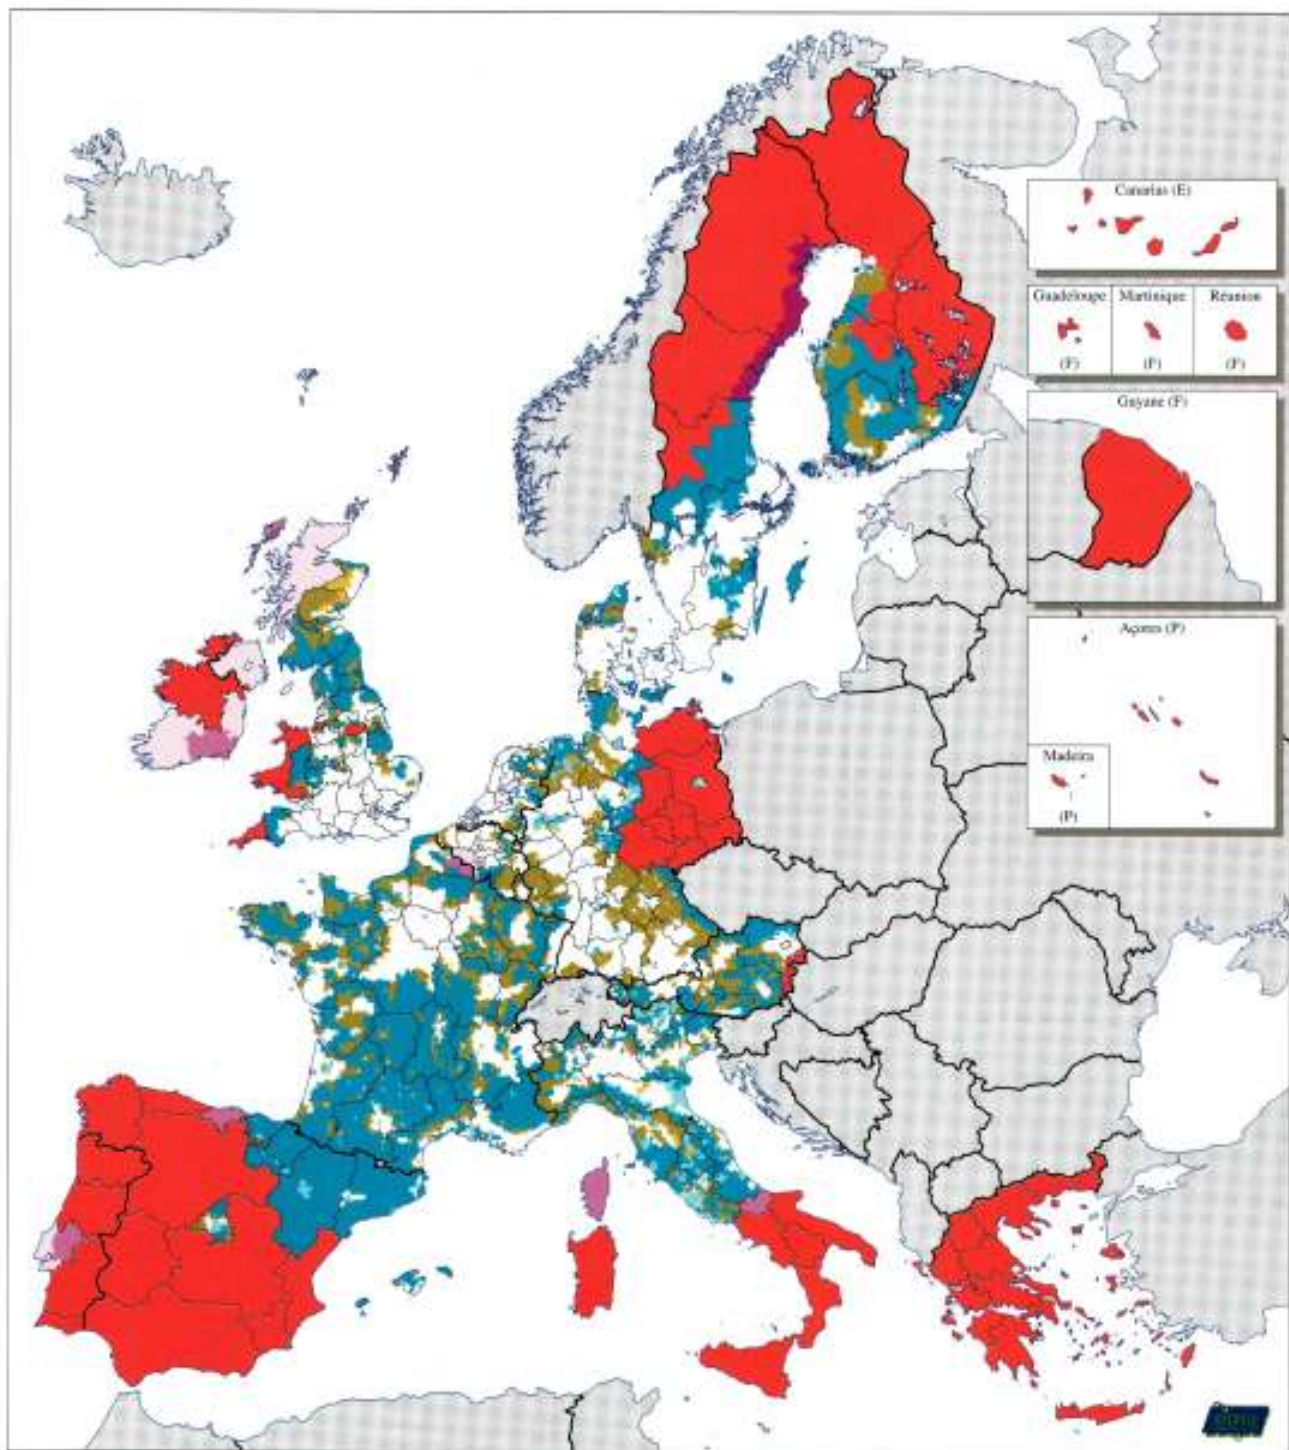 Canarias (E)
Guadeloupe
Martinique
Réunion
(F)
(F)
(F)
Guyane (F)
Açores (P)
Madeira
(P)